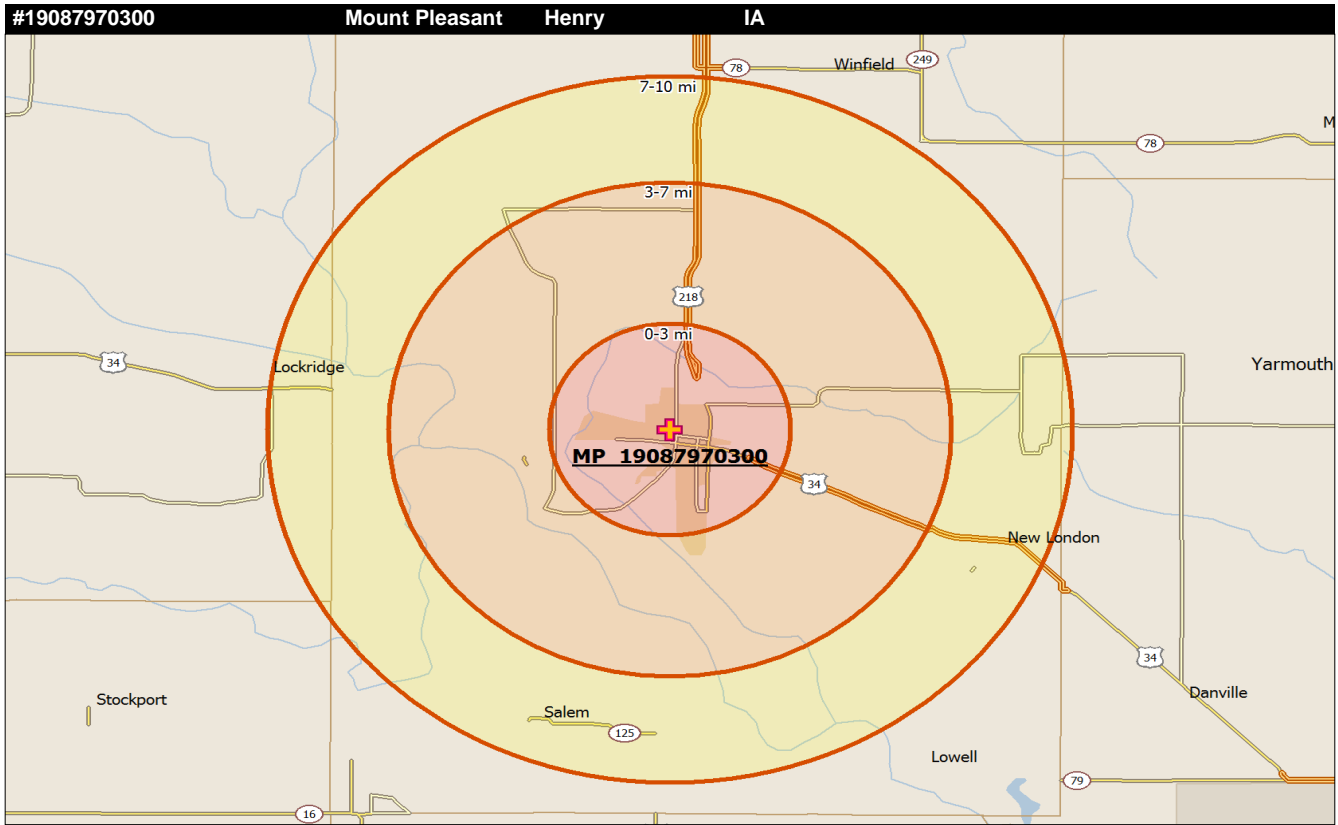 #19087970300 Mount Pleasant Henry IA
78
Winfield
249
7-10 mi
M
78
3-7 mi
218
0-3 mi
34
Lockridge
Yarmouth
MP 19087970300
34
New London
34
Stockport
Danville
Salem
125
Lowell
79
16